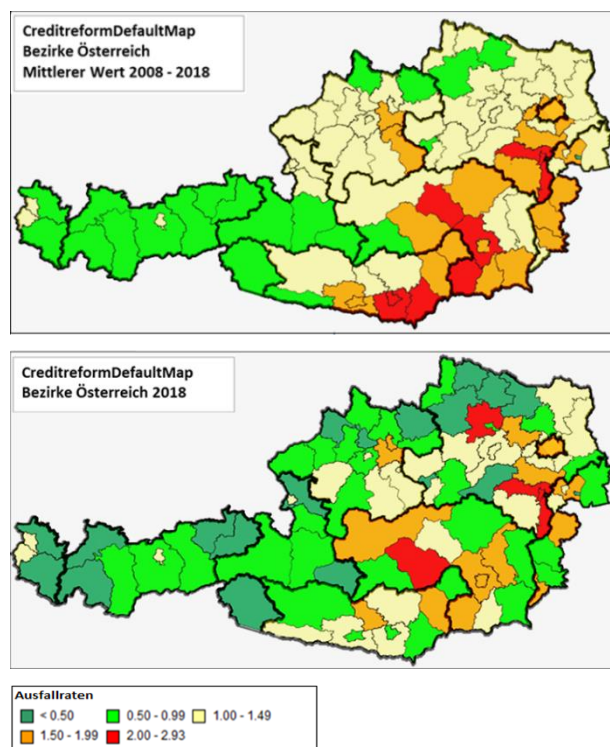 CreditreformDefaultMap
Bezirke Österreich
Mittlerer Wert 2008 - 2018
CreditreformDefaultMap
Bezirke Österreich 2018
Ausfallraten
< 0.50
0.50 - 0.99
1.00 - 1.49
1.50 - 1.99
2.00 - 2.93